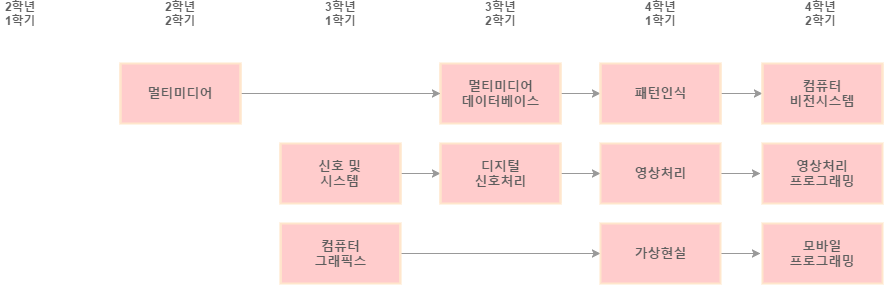 2학년 2학년 3학년 3학년 4학년 4학년
1학기 2학기 1학기 2학기 1학기 2학기
멀티미디어
멀티미디어
데이터베이스
패턴인식
컴퓨터
비전시스템
신호 및
시스템
디지털
신호처리
영상처리
영상처리
프로그래밍
컴퓨터
그래픽스
가상현실
모바일
프로그래밍